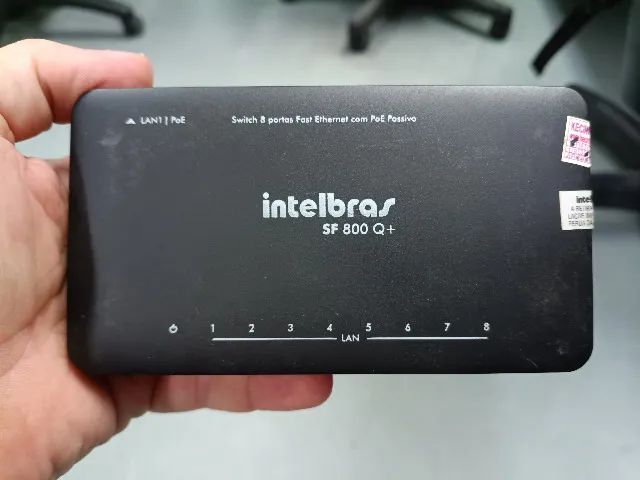 LAN1 | PoE
Switch 8 portas Fast Ethernet com PoE Passivo
intelbras
SF 800 Q+
1 2 3 4 5 6 7 8
LAN